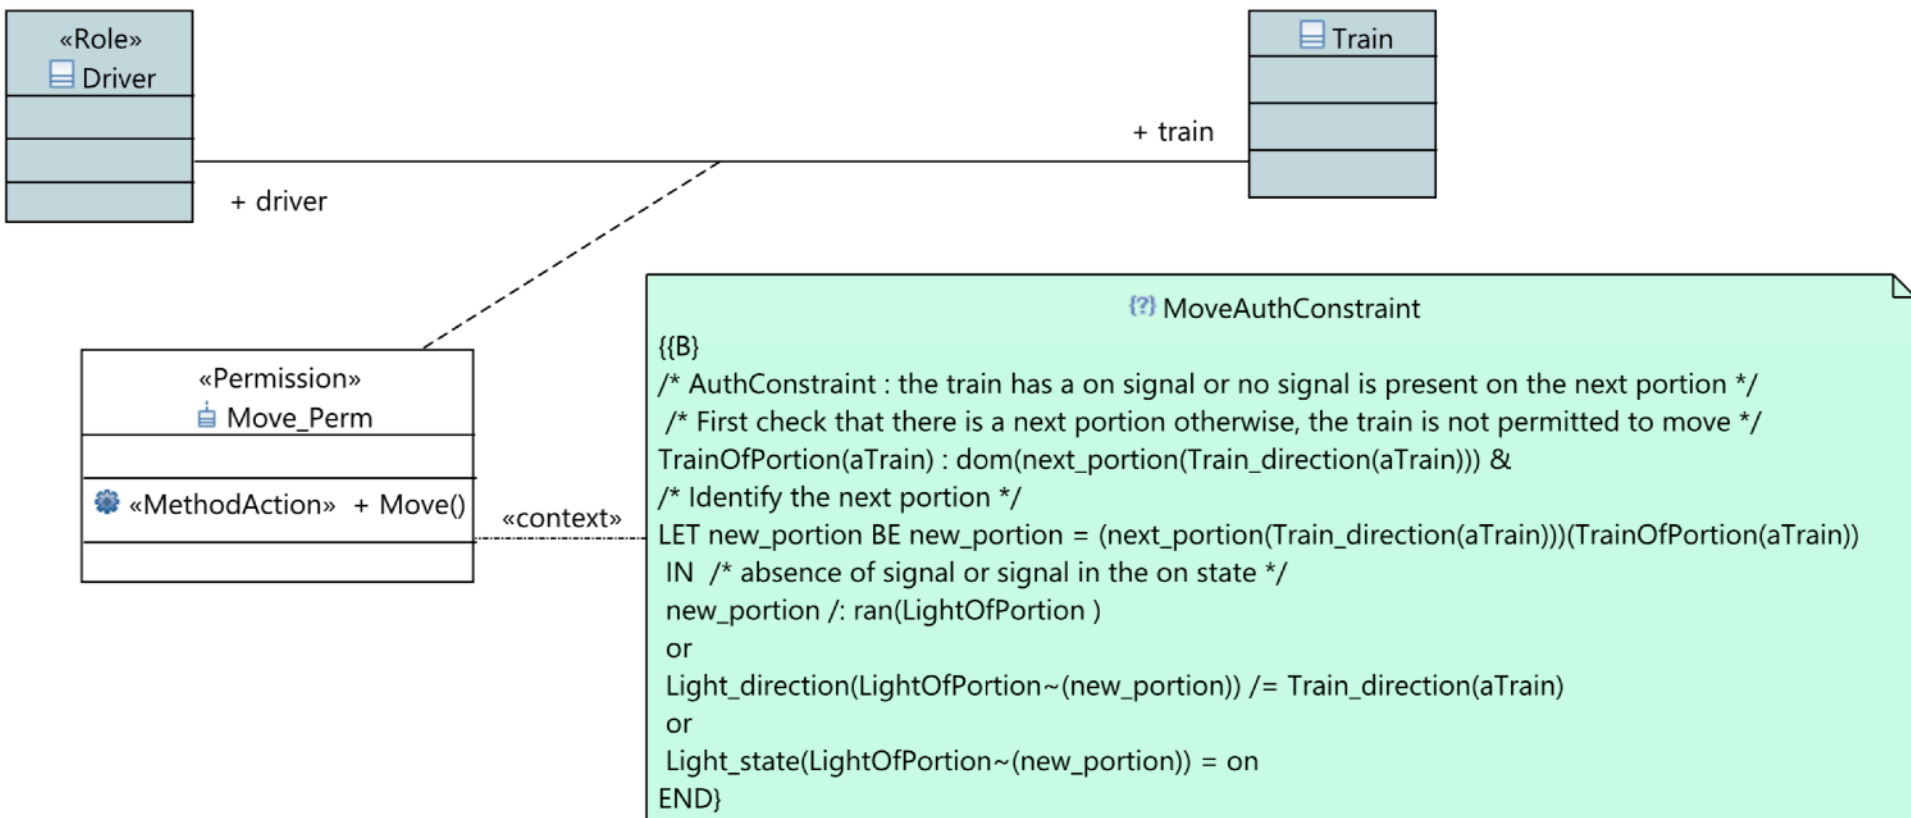 «Role»
Driver
Train
+ train
+ driver
«Permission»
Move_Perm
«MethodAction» + Move()
«context»
{?} MoveAuthConstraint
{{B}
/* AuthConstraint : the train has a on signal or no signal is present on the next portion */
/* First check that there is a next portion otherwise, the train is not permitted to move */
TrainOfPortion(aTrain) : dom(next_portion(Train_direction(aTrain))) &
/* Identify the next portion */
LET new_portion BE new_portion = (next_portion(Train_direction(aTrain)))(TrainOfPortion(aTrain))
IN /* absence of signal or signal in the on state */
new_portion /: ran(LightOfPortion )
or
Light_direction(LightOfPortion~(new_portion)) /= Train_direction(aTrain)
or
Light_state(LightOfPortion~(new_portion)) = on
END}